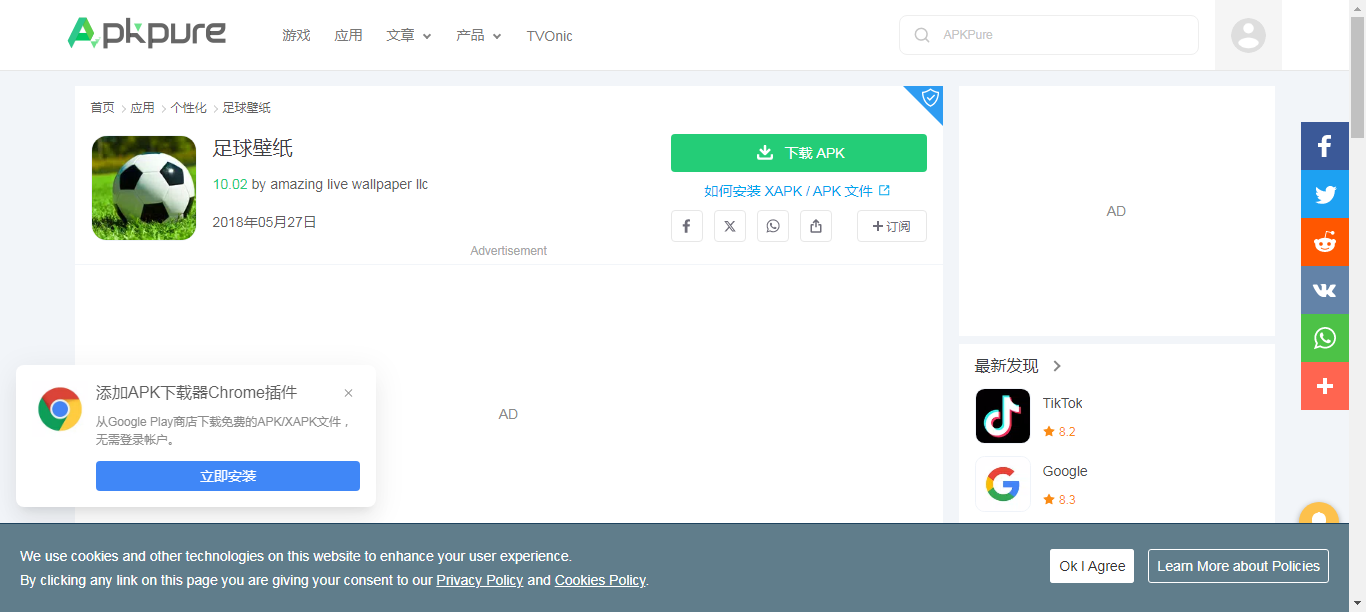 Apkpure
游戏 应用 文章 产品 TVOnic
APKPure
首页 应用 个性化 足球壁纸
足球壁纸
10.02 by amazing live wallpaper llc
2018年05月27日
下载 APK
如何安装 XAPK / APK 文件
订阅
Advertisement
AD
AD
最新发现
TikTok
8.2
Google
8.3
添加APK下载器Chrome插件
从Google Play商店下载免费的APK/XAPK文件，
无需登录帐户。
立即安装
We use cookies and other technologies on this website to enhance your user experience.
By clicking any link on this page you are giving your consent to our Privacy Policy and Cookies Policy.
Ok I Agree
Learn More about Policies